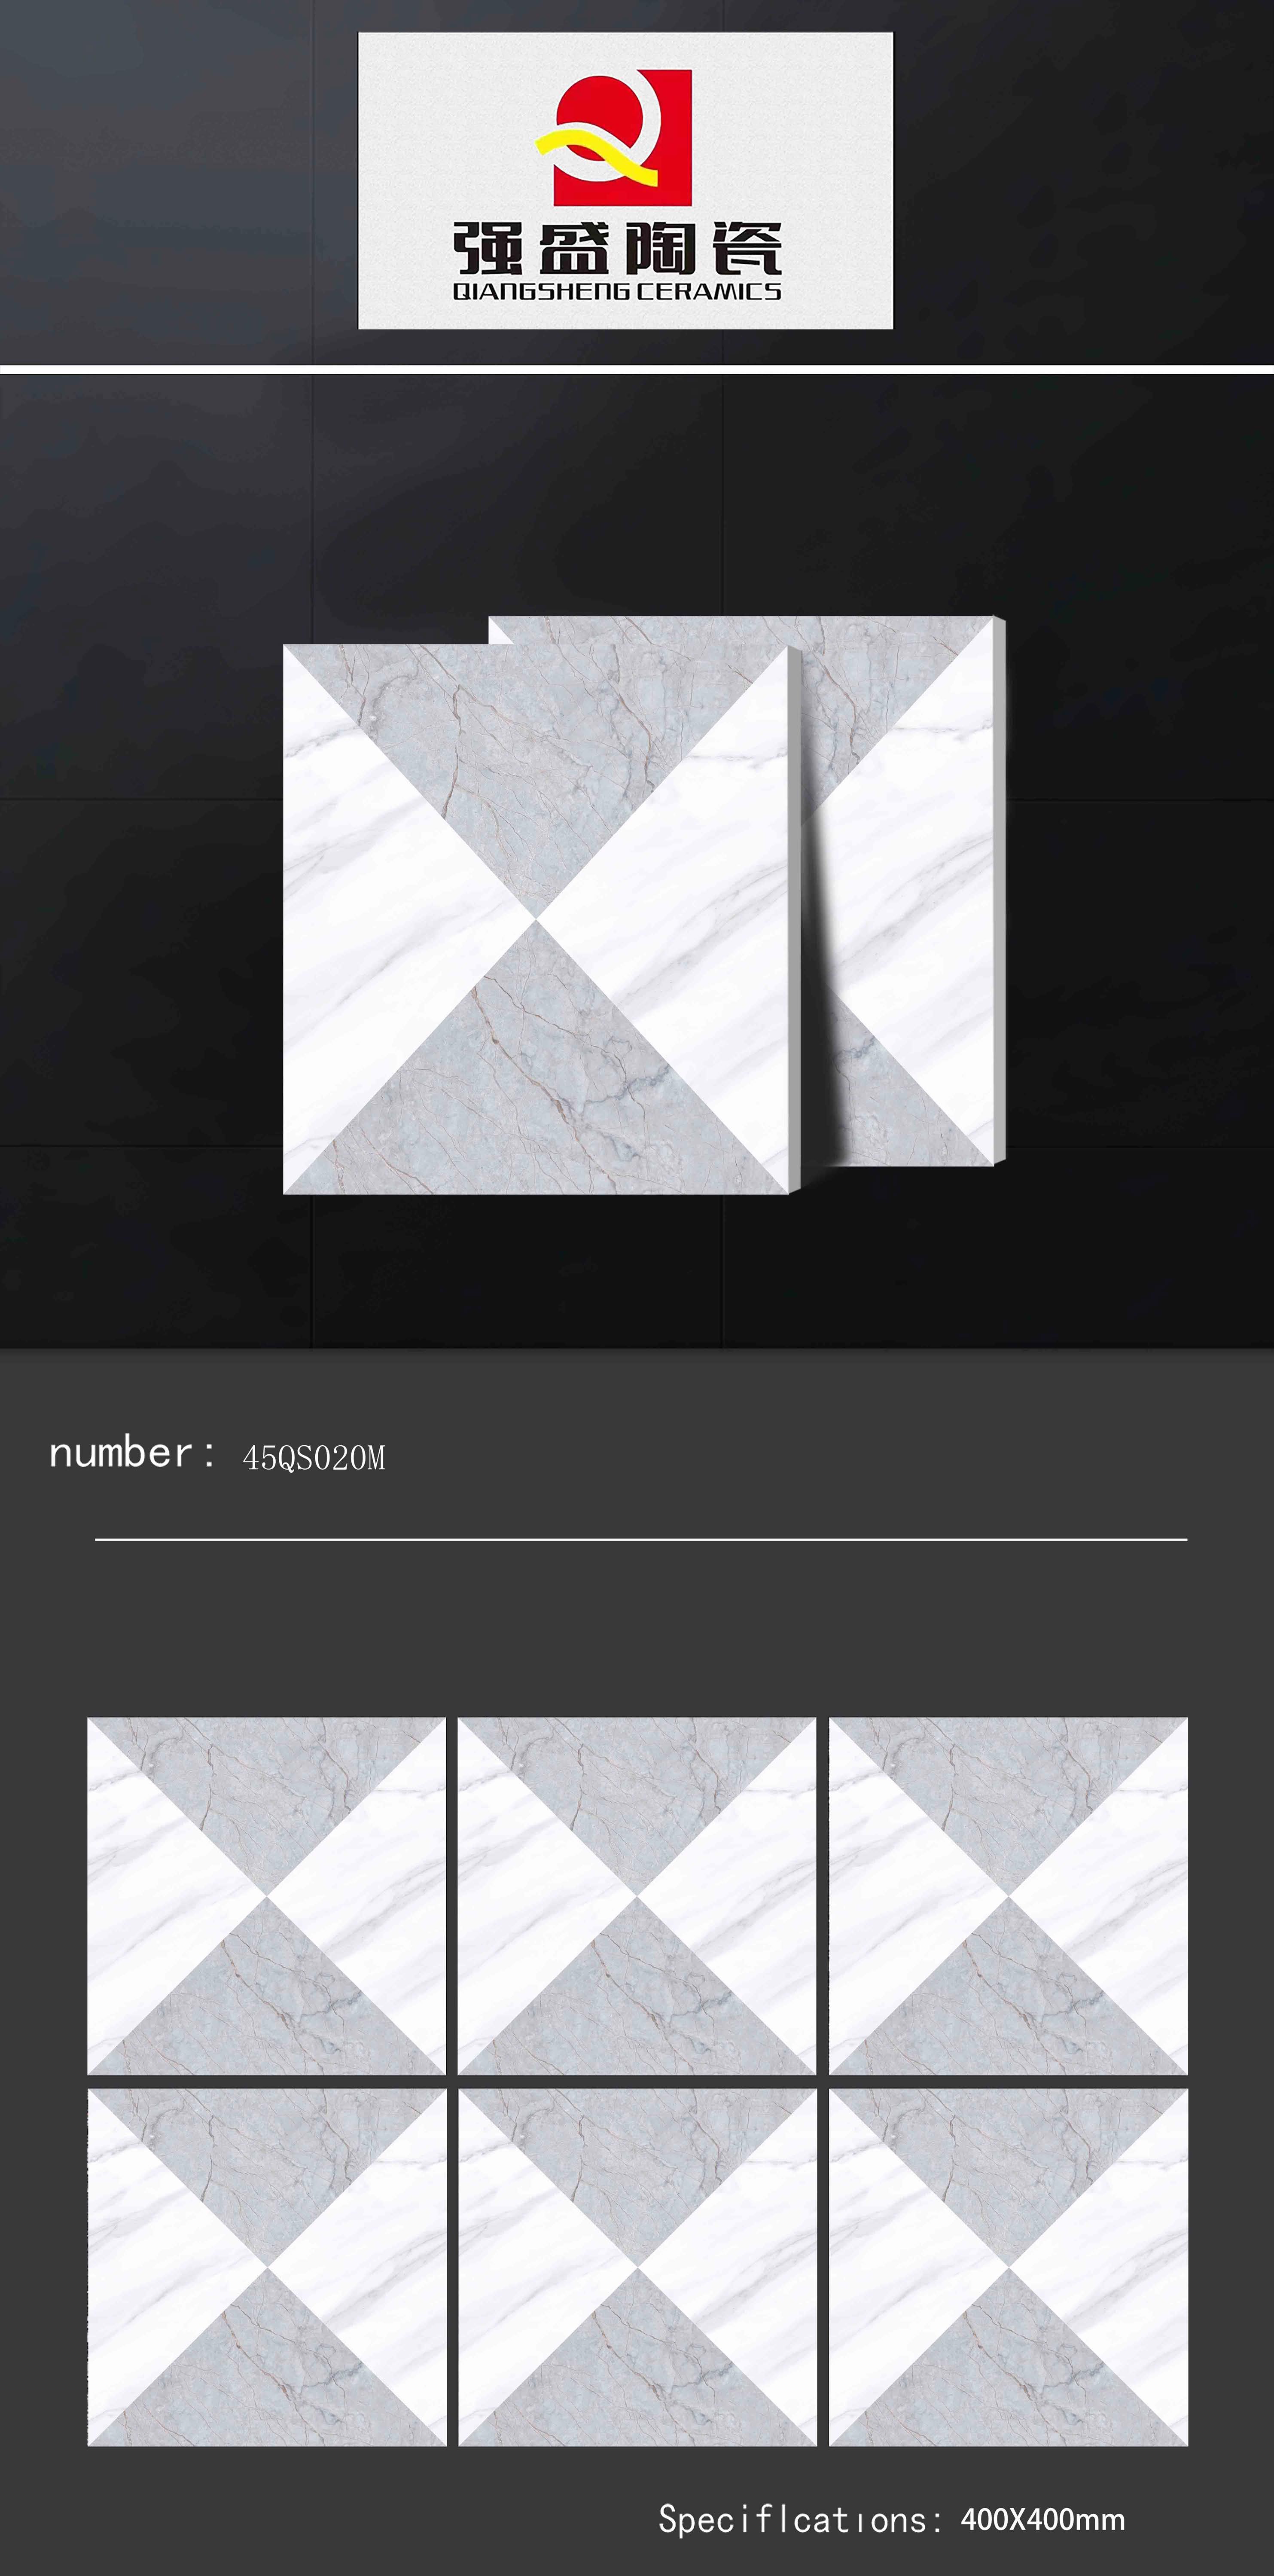 强盛陶瓷
QIANGSHENG CERAMICS
number: 45QS020M
Speciflcatıons: 400X400mm